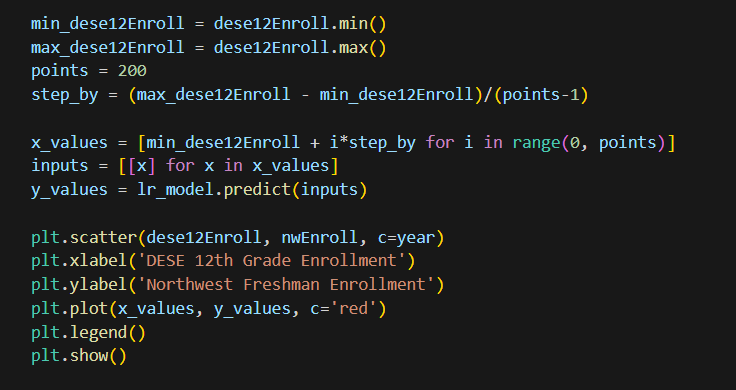 min_dese12Enroll = dese12Enroll.min()
max_dese12Enroll = dese12Enroll.max()
points = 200
step_by = (max_dese12Enroll - min_dese12Enroll)/(points-1)
x_values = [min_dese12Enroll + i*step_by for i in range(0, points)]
inputs = [[x] for x in x_values]
y_values = lr_model.predict(inputs)
plt.scatter(dese12Enroll, nwEnroll, c=year)
plt.xlabel('DESE 12th Grade Enrollment')
plt.ylabel('Northwest Freshman Enrollment')
plt.plot(x_values, y_values, c='red')
plt.legend()
plt.show()